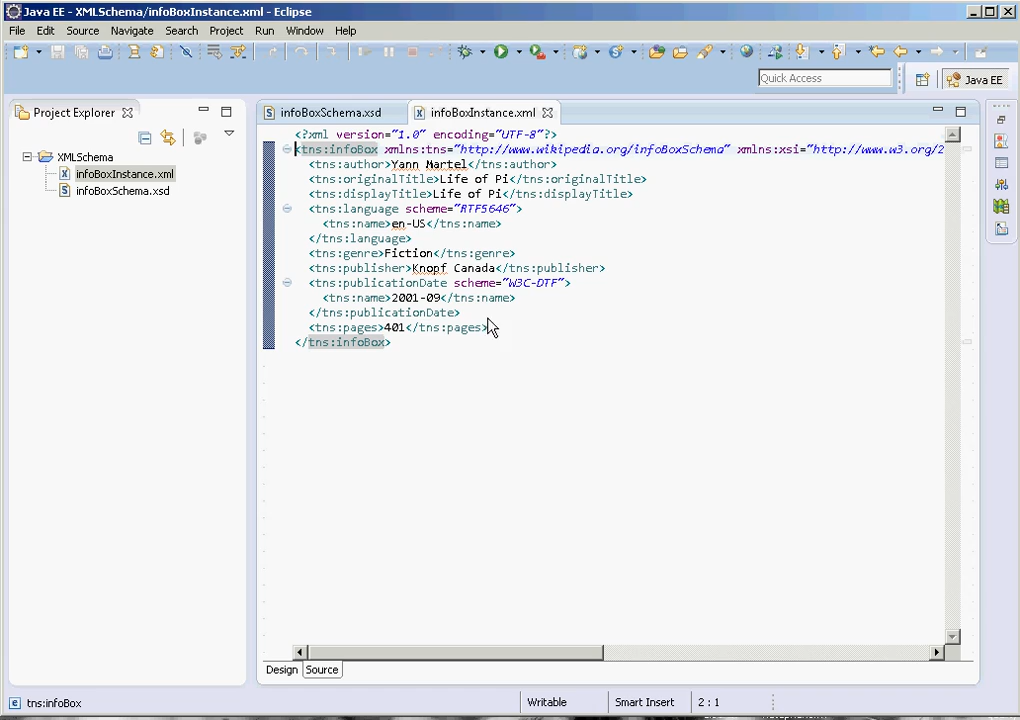 Java EE - XMLSchema/infoBoxInstance.xml - Eclipse
File Edit Source Navigate Search Project Run Window Help
Quick Access
Java EE
Project Explorer
XMLSchema
infoBoxInstance.xml
infoBoxSchema.xsd
infoBoxSchema.xsd
infoBoxInstance.xml
<?xml version="1.0" encoding="UTF-8"?>
<tns:infoBox xmlns:tns="http://www.wikipedia.org/infoBoxSchema" xmlns:xsi="http://www.w3.org/2
<tns:author>Yann Martel</tns:author>
<tns:originalTitle>Life of Pi</tns:originalTitle>
<tns:displayTitle>Life of Pi</tns:displayTitle>
<tns:language scheme="RTF5646">
<tns:name>en-US</tns:name>
</tns:language>
<tns:genre>Fiction</tns:genre>
<tns:publisher>Knopf Canada</tns:publisher>
<tns:publicationDate scheme="W3C-DTF">
<tns:name>2001-09</tns:name>
</tns:publicationDate>
<tns:pages>401</tns:pages>
</tns:infoBox>
Design Source
tns:infoBox Writable Smart Insert 2 : 1